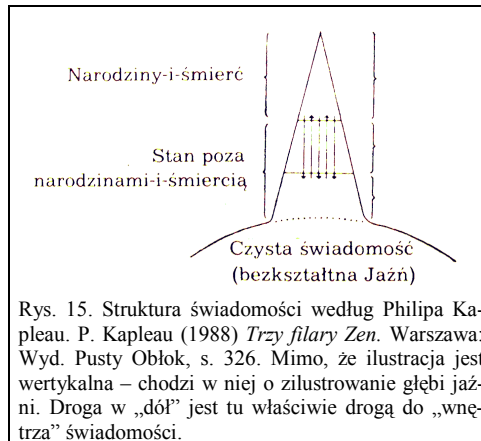 Narodziny-i-śmierć
Stan poza
narodzinami-i-śmiercią
Czysta świadomość
(bezkształtna Jaźń)
Rys. 15. Struktura świadomości według Philipa Ka-
pleau. P. Kapleau (1988) Trzy filary Zen. Warszawa:
Wyd. Pusty Obłok, s. 326. Mimo, że ilustracja jest
wertykalna – chodzi w niej o zilustrowanie głębi jaź-
ni. Droga w „dół” jest tu właściwie drogą do „wnę-
trza” świadomości.